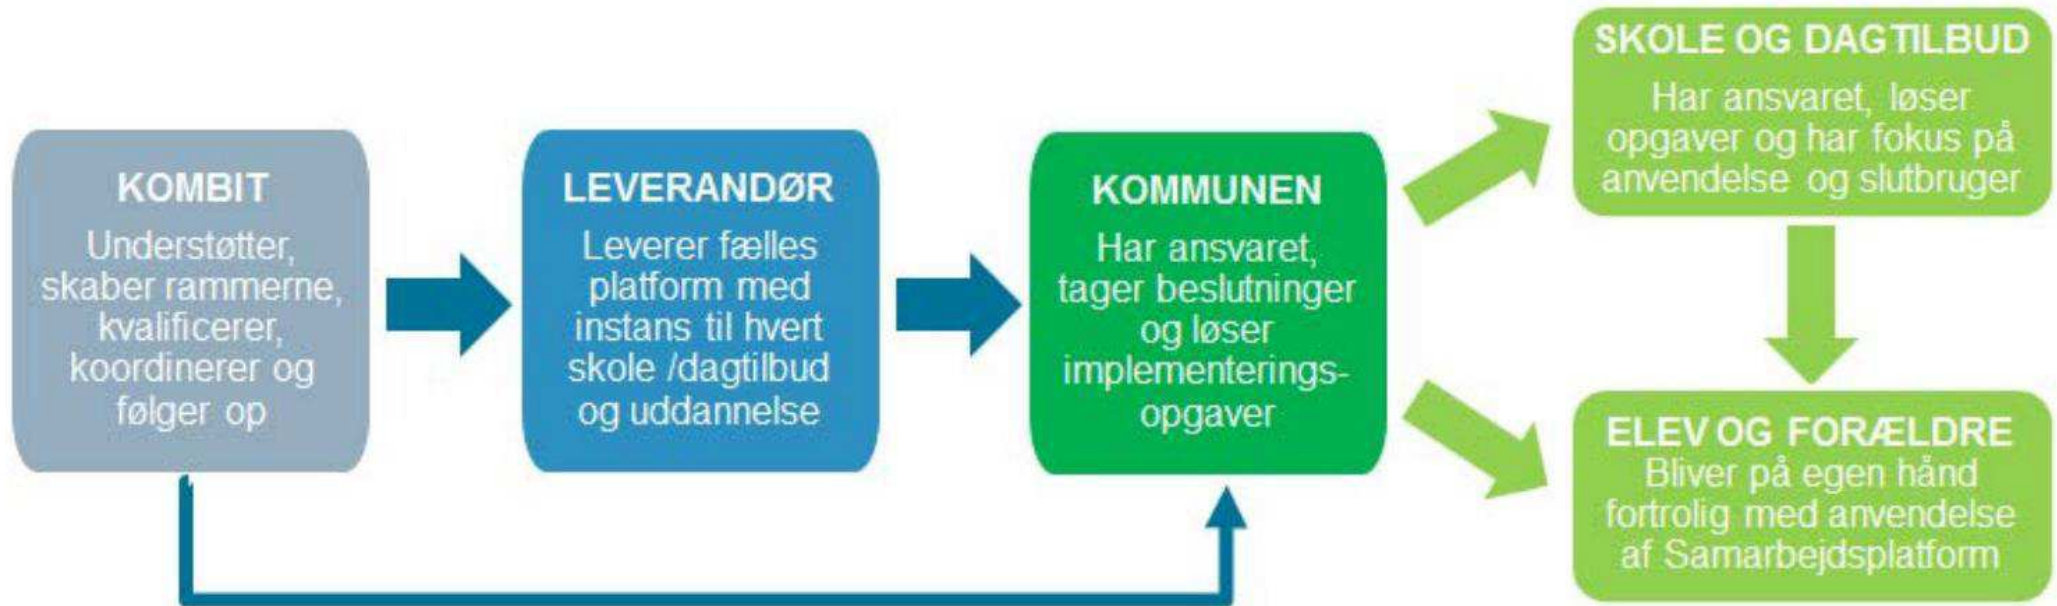 KOMBIT
Understøtter,
skaber rammerne,
kvalificerer,
koordinerer og
følger op
LEVERANDØR
Leverer fælles
platform med
instans til hvert
skole /dagtilbud
og uddannelse
KOMMUNEN
Har ansvaret,
tager beslutninger
og løser
implementerings-
opgaver
SKOLE OG DAGTILBUD
Har ansvaret, løser
opgaver og har fokus på
anvendelse og slutbruger
ELEV OG FORÆLDRE
Bliver på egen hånd
fortrolig med anvendelse
af Samarbejdsplatform